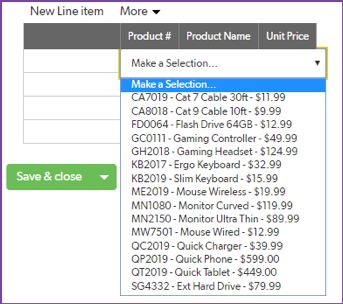 New Line item More
Product # Product Name Unit Price
Make a Selection...
Make a Selection...
CA7019 - Cat 7 Cable 30ft - $11.99
CA8018 - Cat 9 Cable 10ft - $9.99
FD0064 - Flash Drive 64GB - $12.99
GC0111 - Gaming Controller - $49.99
GH2018 - Gaming Headset - $124.99
KB2017 - Ergo Keyboard - $32.99
KB2019 - Slim Keyboard - $15.99
ME2019 - Mouse Wireless - $19.99
MN1080 - Monitor Curved - $119.99
MN2150 - Monitor Ultra Thin - $89.99
MW7501 - Mouse Wired - $12.99
QC2019 - Quick Charger - $39.99
QP2019 - Quick Phone - $599.00
QT2019 - Quick Tablet - $449.00
SG4332 - Ext Hard Drive - $79.99
Save & close